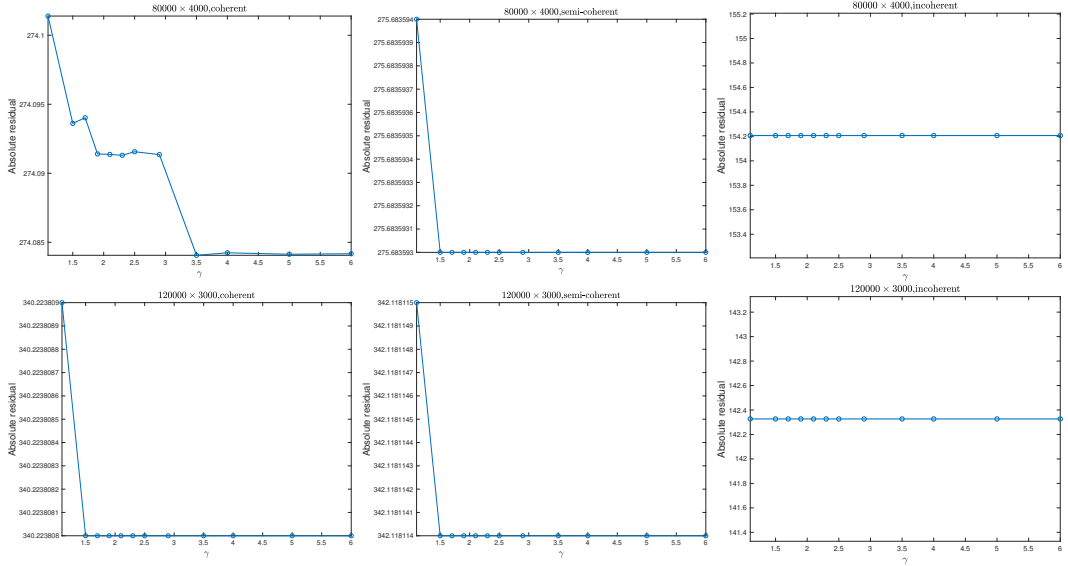 80000 × 4000,coherent
274.1
274.095
274.09
274.085
Absolute residual
1.5 2 2.5 3 3.5 4 4.5 5 5.5 6
γ
80000 × 4000,semi-coherent
275.683594
275.6835939
275.6835938
275.6835937
275.6835936
275.6835935
275.6835934
275.6835933
275.6835932
275.6835931
275.683593
Absolute residual
1.5 2 2.5 3 3.5 4 4.5 5 5.5 6
γ
80000 × 4000,incoherent
155.2
155
154.8
154.6
154.4
154.2
154
153.8
153.6
153.4
Absolute residual
1.5 2 2.5 3 3.5 4 4.5 5 5.5 6
γ
120000 × 3000,coherent
340.223809
340.2238089
340.2238088
340.2238087
340.2238086
340.2238085
340.2238084
340.2238083
340.2238082
340.2238081
340.223808
Absolute residual
1.5 2 2.5 3 3.5 4 4.5 5 5.5 6
γ
120000 × 3000,semi-coherent
342.118115
342.1181149
342.1181148
342.1181147
342.1181146
342.1181145
342.1181144
342.1181143
342.1181142
342.1181141
342.118114
Absolute residual
1.5 2 2.5 3 3.5 4 4.5 5 5.5 6
γ
120000 × 3000,incoherent
143.2
143
142.8
142.6
142.4
142.2
142
141.8
141.6
141.4
Absolute residual
1.5 2 2.5 3 3.5 4 4.5 5 5.5 6
γ